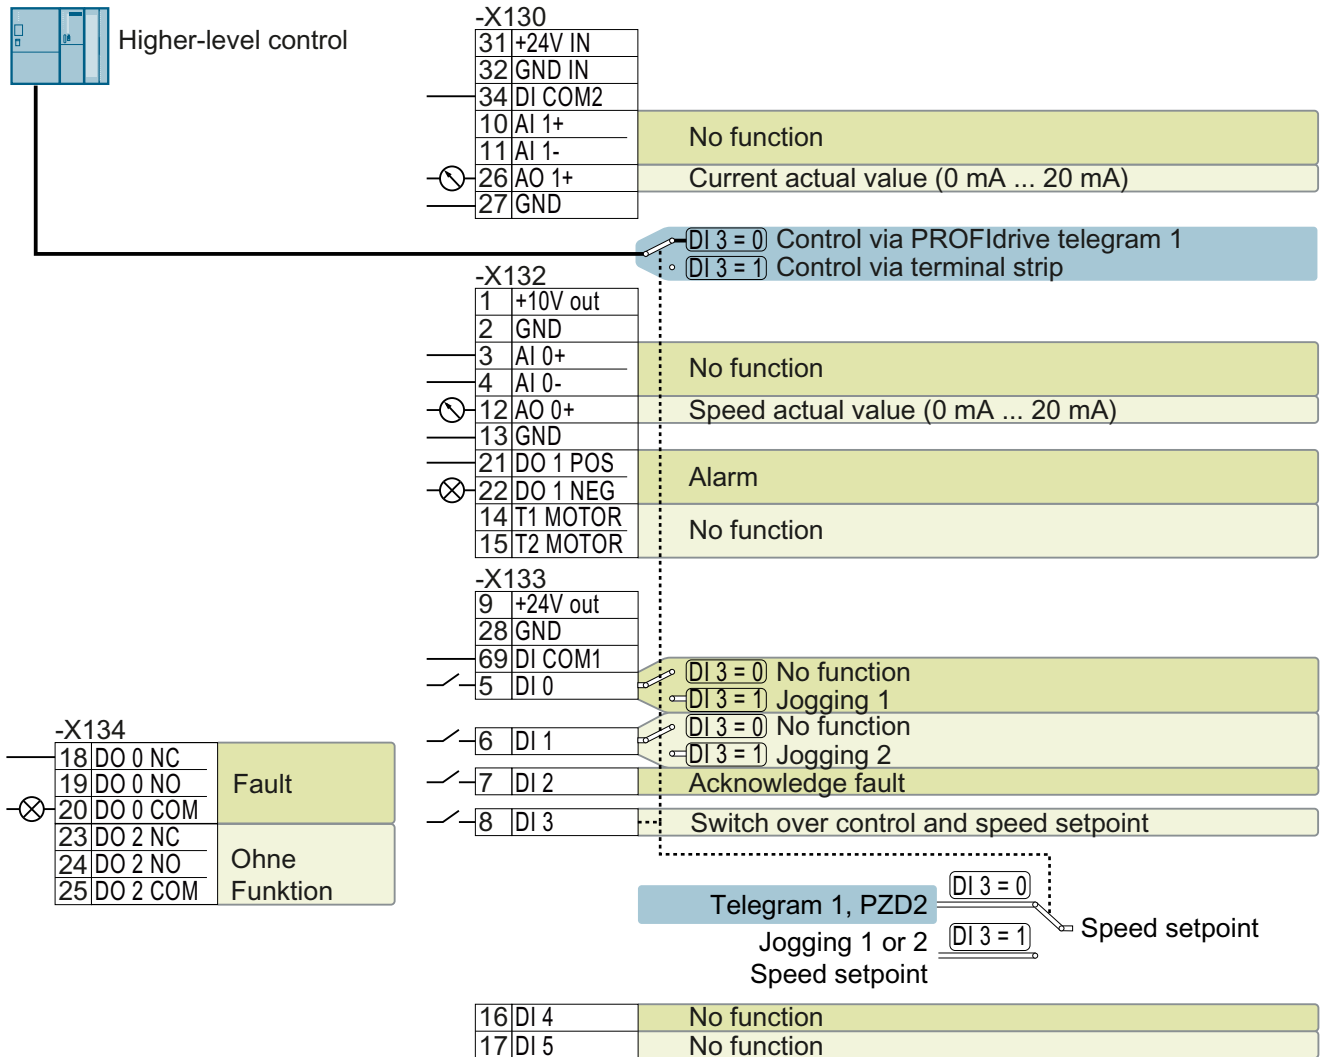 Higher-level control
-X130
31 +24V IN
32 GND IN
34 DI COM2
10 AI 1+
11 AI 1-
No function
26 AO 1+ Current actual value (0 mA ... 20 mA)
27 GND
DI 3 = 0 Control via PROFIdrive telegram 1
DI 3 = 1 Control via terminal strip
-X132
1 +10V out
2 GND
3 AI 0+
4 AI 0-
No function
12 AO 0+ Speed actual value (0 mA ... 20 mA)
13 GND
21 DO 1 POS
22 DO 1 NEG
Alarm
14 T1 MOTOR
15 T2 MOTOR
No function
-X133
9 +24V out
28 GND
69 DI COM1
5 DI 0
DI 3 = 0 No function
DI 3 = 1 Jogging 1
6 DI 1
DI 3 = 0 No function
DI 3 = 1 Jogging 2
7 DI 2 Acknowledge fault
8 DI 3 Switch over control and speed setpoint
-X134
18 DO 0 NC
19 DO 0 NO
20 DO 0 COM
Fault
23 DO 2 NC
24 DO 2 NO
25 DO 2 COM
Ohne
Funktion
Telegram 1, PZD2 DI 3 = 0
Jogging 1 or 2 DI 3 = 1
Speed setpoint
Speed setpoint
16 DI 4 No function
17 DI 5 No function